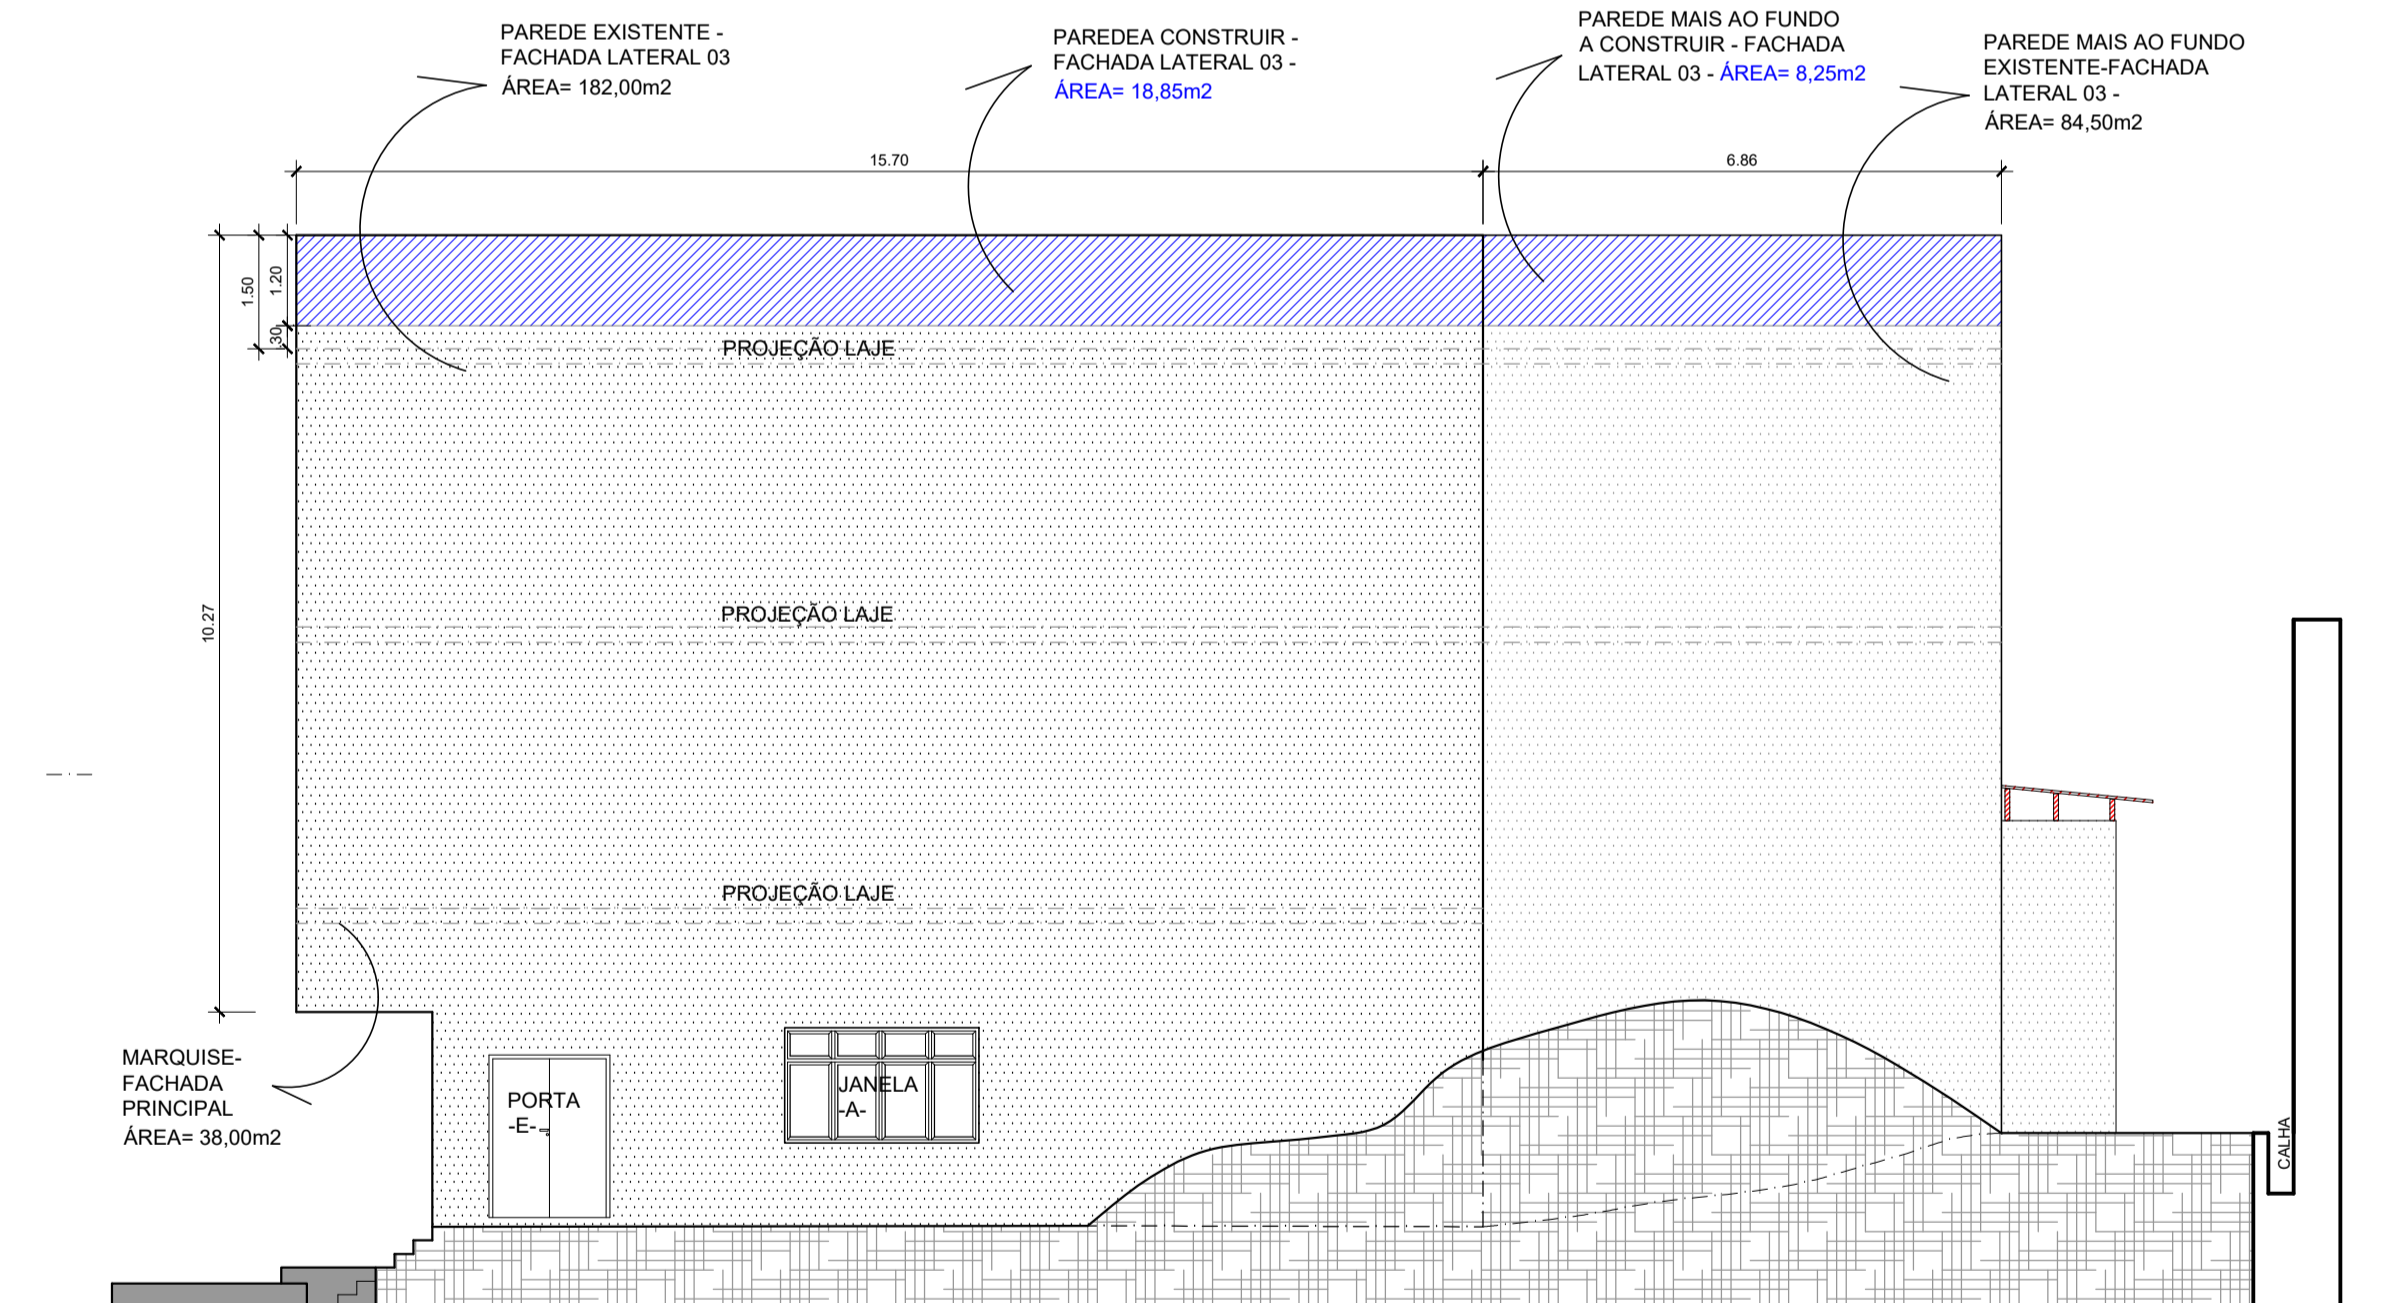 PAREDE EXISTENTE -
FACHADA LATERAL 03
ÁREA= 182,00m2
PAREDEA CONSTRUIR -
FACHADA LATERAL 03 -
ÁREA= 18,85m2
PAREDE MAIS AO FUNDO
A CONSTRUIR - FACHADA
LATERAL 03 - ÁREA= 8,25m2
PAREDE MAIS AO FUNDO
EXISTENTE-FACHADA
LATERAL 03 -
ÁREA= 84,50m2
15.70
6.86
1.50
1.20
.30
PROJEÇÃO LAJE
10.27
PROJEÇÃO LAJE
PROJEÇÃO LAJE
MARQUISE-
FACHADA
PRINCIPAL
ÁREA= 38,00m2
PORTA
-E-
JANELA
-A-
CALHA